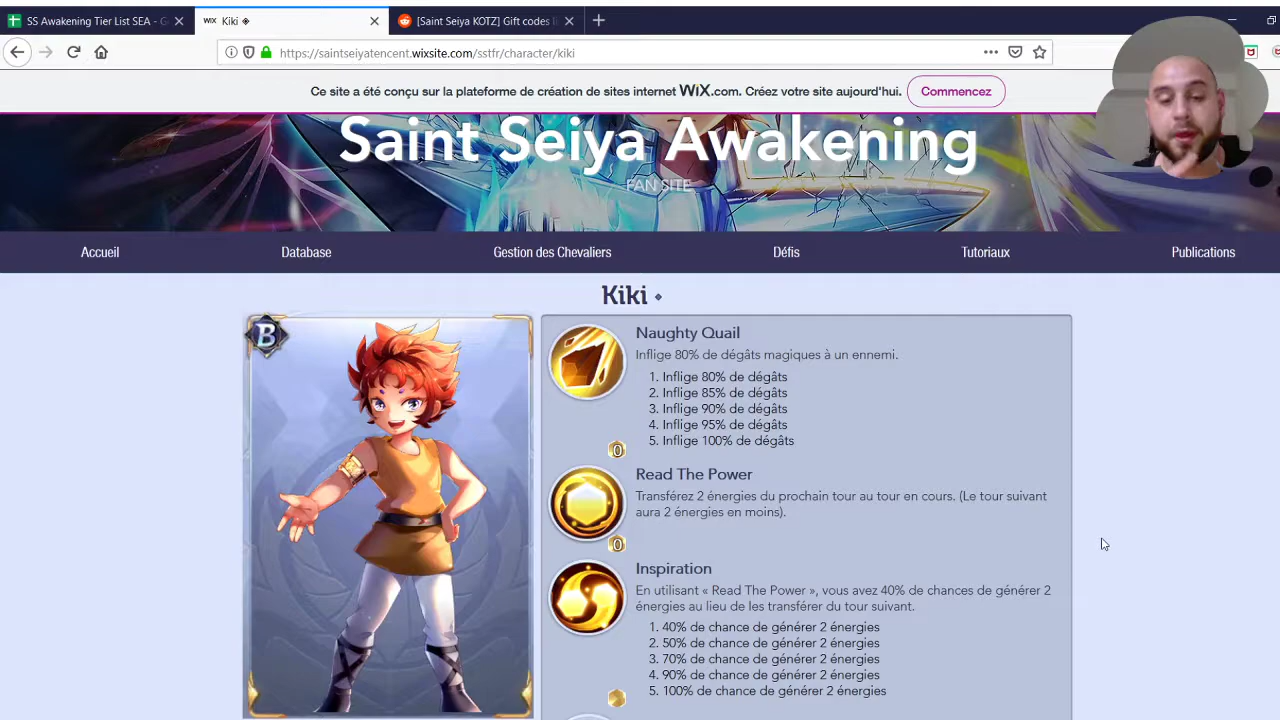 SS Awakening Tier List SEA - G
WIX Kiki ◈
[Saint Seiya KOTZ] Gift codes li
https://saintseiyatencent.wixsite.com/sstfr/character/kiki
Ce site a été conçu sur la plateforme de création de sites internet WiX.com. Créez votre site aujourd'hui. Commencez
Saint Seiya Awakening
FAN SITE
Accueil Database Gestion des Chevaliers Défis Tutoriaux Publications
Kiki ◈
B
Naughty Quail
Inflige 80% de dégâts magiques à un ennemi.
1. Inflige 80% de dégâts
2. Inflige 85% de dégâts
3. Inflige 90% de dégâts
4. Inflige 95% de dégâts
5. Inflige 100% de dégâts
0
Read The Power
Transférez 2 énergies du prochain tour au tour en cours. (Le tour suivant
aura 2 énergies en moins).
0
Inspiration
En utilisant « Read The Power », vous avez 40% de chances de générer 2
énergies au lieu de les transférer du tour suivant.
1. 40% de chance de générer 2 énergies
2. 50% de chance de générer 2 énergies
3. 70% de chance de générer 2 énergies
4. 90% de chance de générer 2 énergies
5. 100% de chance de générer 2 énergies